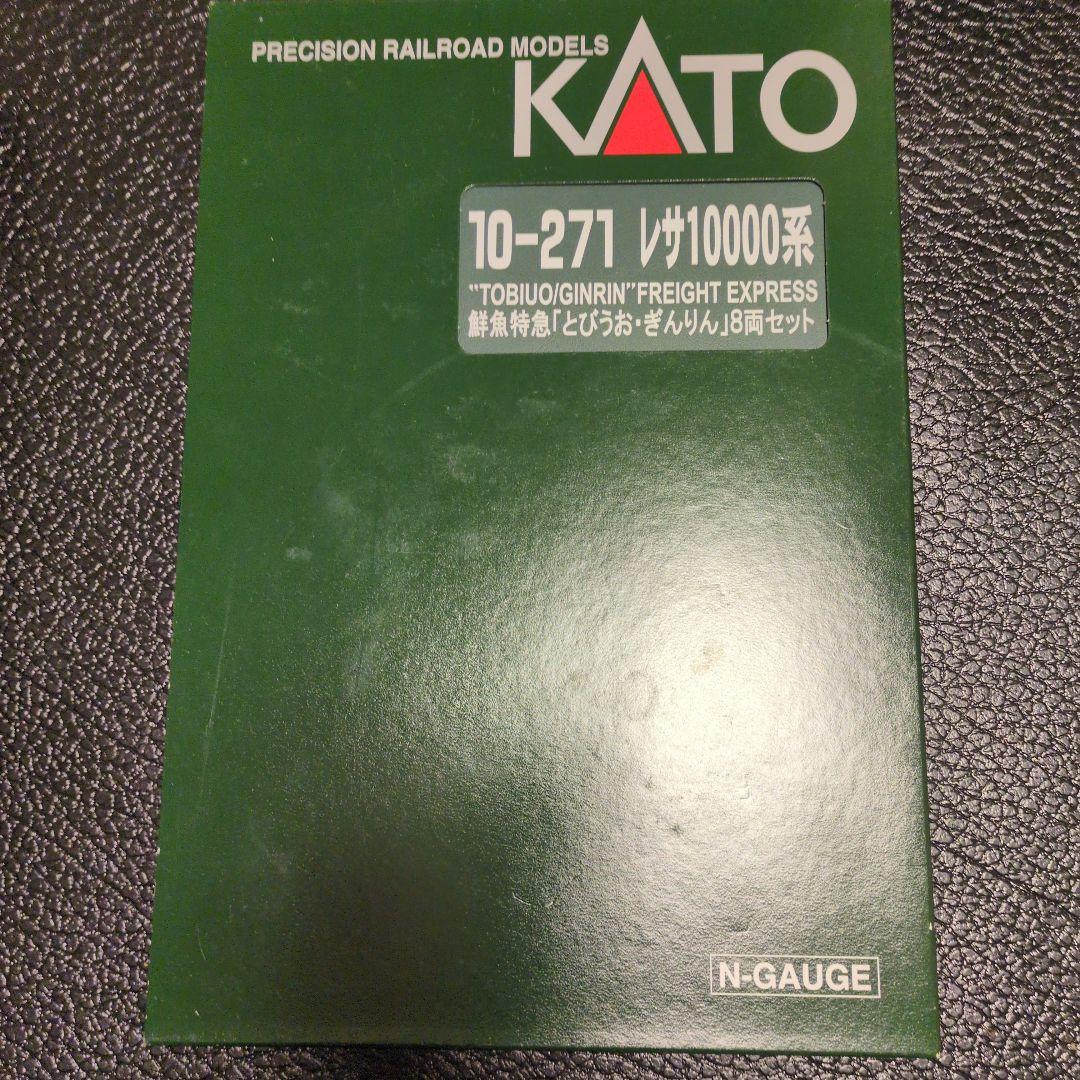 PRECISION RAILROAD MODELS
KATO
10-271 レサ10000系
"TOBIUO/GINRIN"FREIGHT EXPRESS
鮮魚特急「とびうお・ぎんりん」8両セット
N-GAUGE